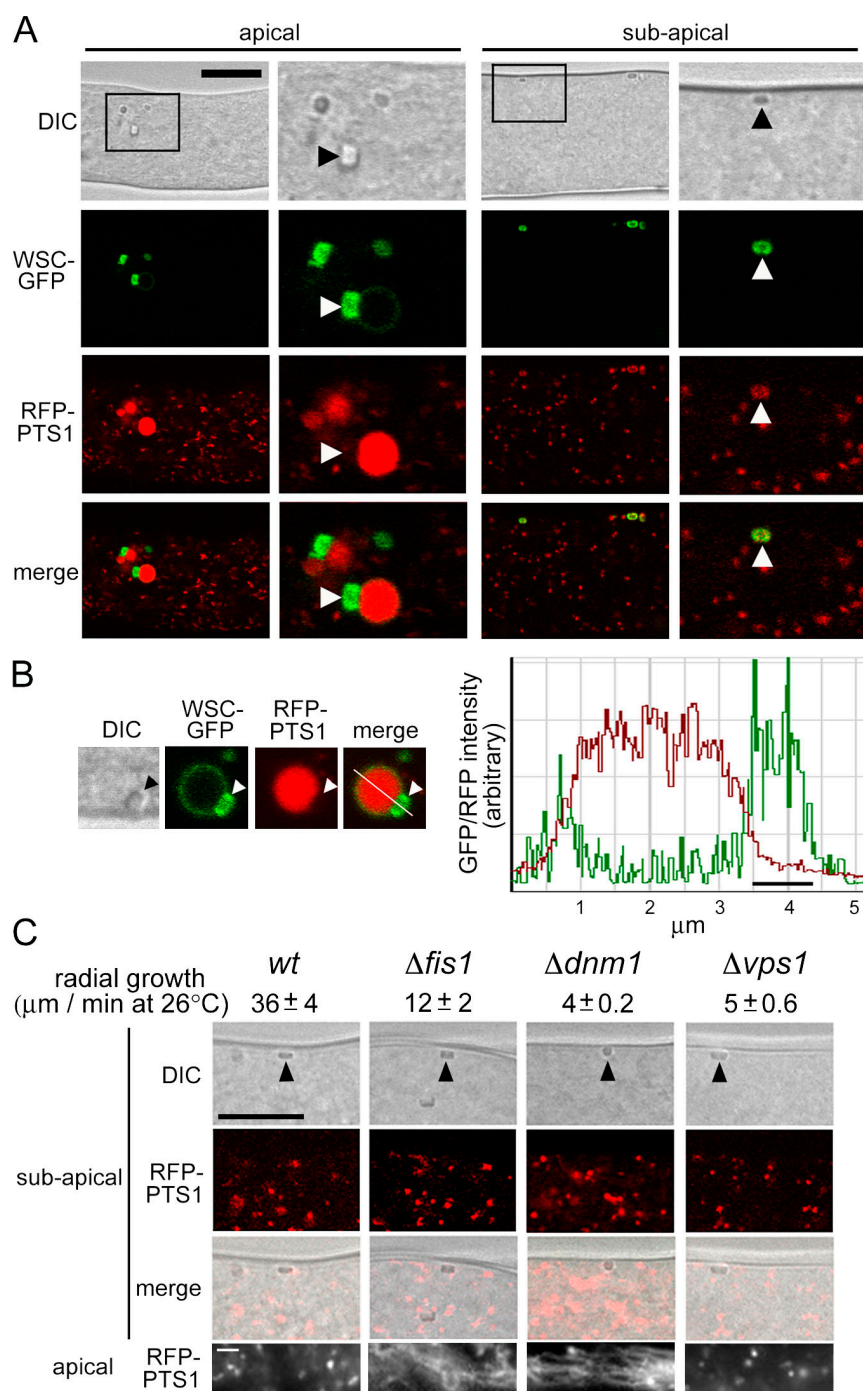 A
apical
sub-apical
DIC
WSC-
GFP
RFP-
PTS1
merge
B
DIC
WSC-
GFP
RFP-
PTS1
merge
GFP/RFP intensity
(arbitrary)
1 2 3 4 5
μm
C
radial growth
(μm / min at 26°C)
wt Δfis1 Δdnm1 Δvps1
36 ± 4 12 ± 2 4 ± 0.2 5 ± 0.6
sub-apical
DIC
RFP-
PTS1
merge
apical
RFP-
PTS1